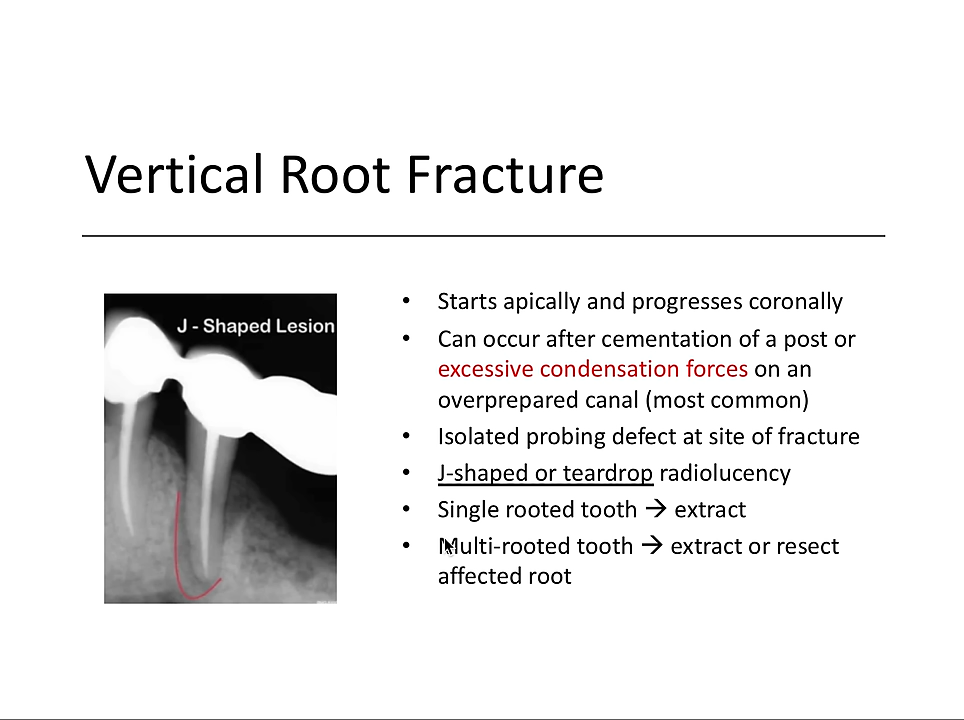 Vertical Root Fracture
J - Shaped Lesion
• Starts apically and progresses coronally
• Can occur after cementation of a post or
excessive condensation forces on an
overprepared canal (most common)
• Isolated probing defect at site of fracture
• J-shaped or teardrop radiolucency
• Single rooted tooth → extract
• Multi-rooted tooth → extract or resect
affected root